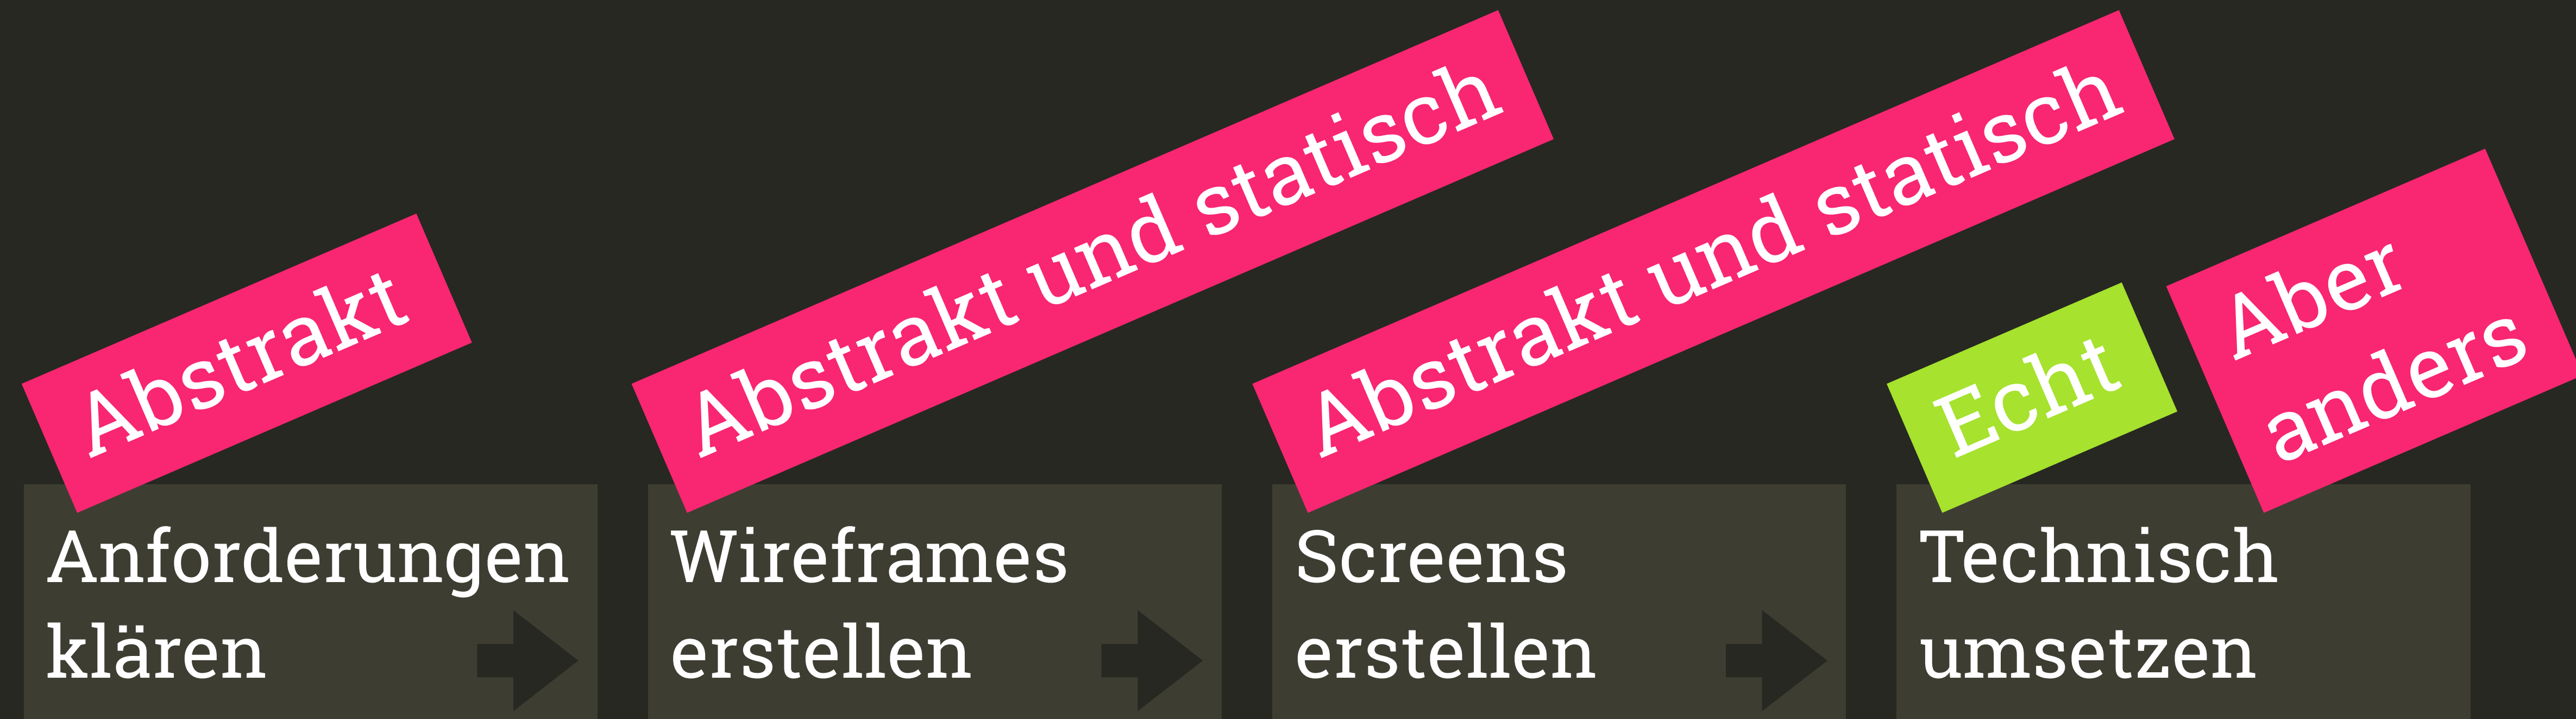 Abstrakt
Abstrakt und statisch
Abstrakt und statisch
Echt
Aber
anders
Anforderungen
klären
Wireframes
erstellen
Screens
erstellen
Technisch
umsetzen